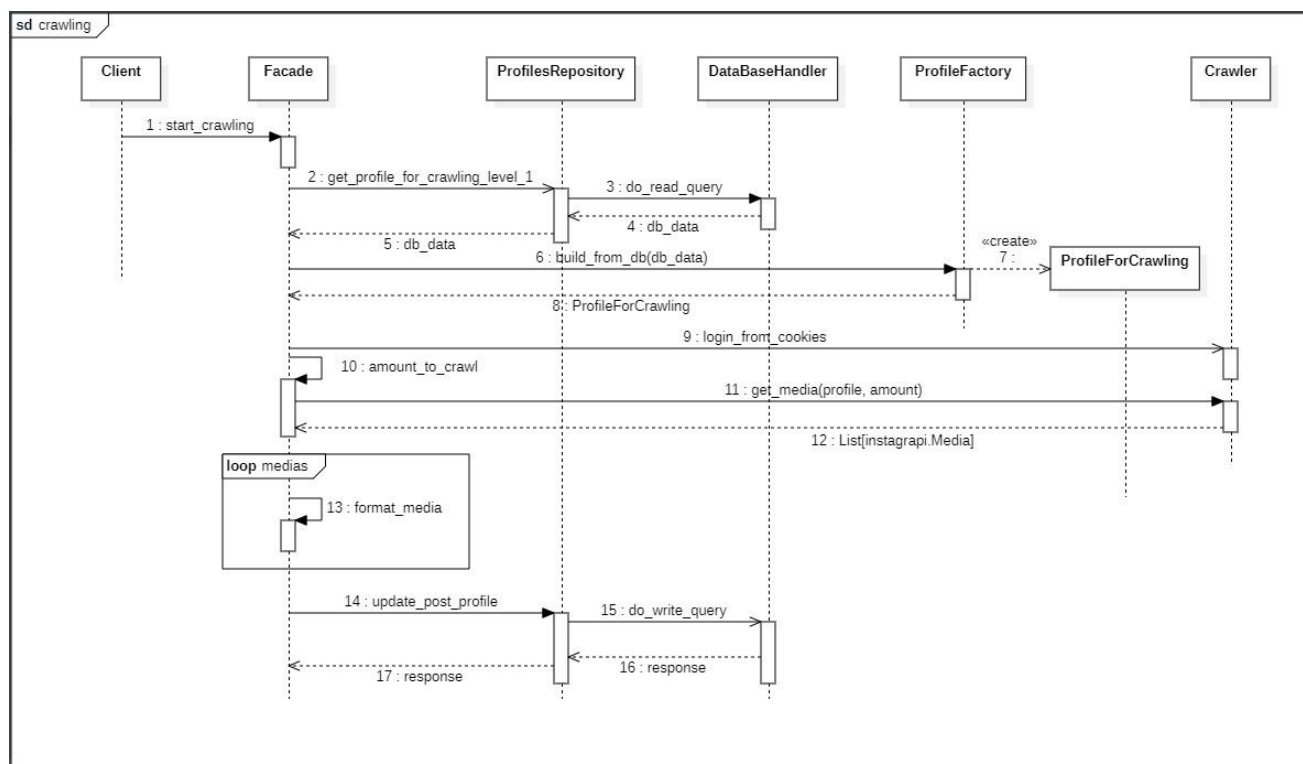 sd crawling
Client
Facade
ProfilesRepository
DataBaseHandler
ProfileFactory
Crawler
1 : start_crawling
2 : get_profile_for_crawling_level_1
3 : do_read_query
4 : db_data
5 : db_data
6 : build_from_db(db_data)
«create»
7 :
ProfileForCrawling
8 : ProfileForCrawling
9 : login_from_cookies
10 : amount_to_crawl
11 : get_media(profile, amount)
12 : List[instagrapi.Media]
loop medias
13 : format_media
14 : update_post_profile
15 : do_write_query
16 : response
17 : response